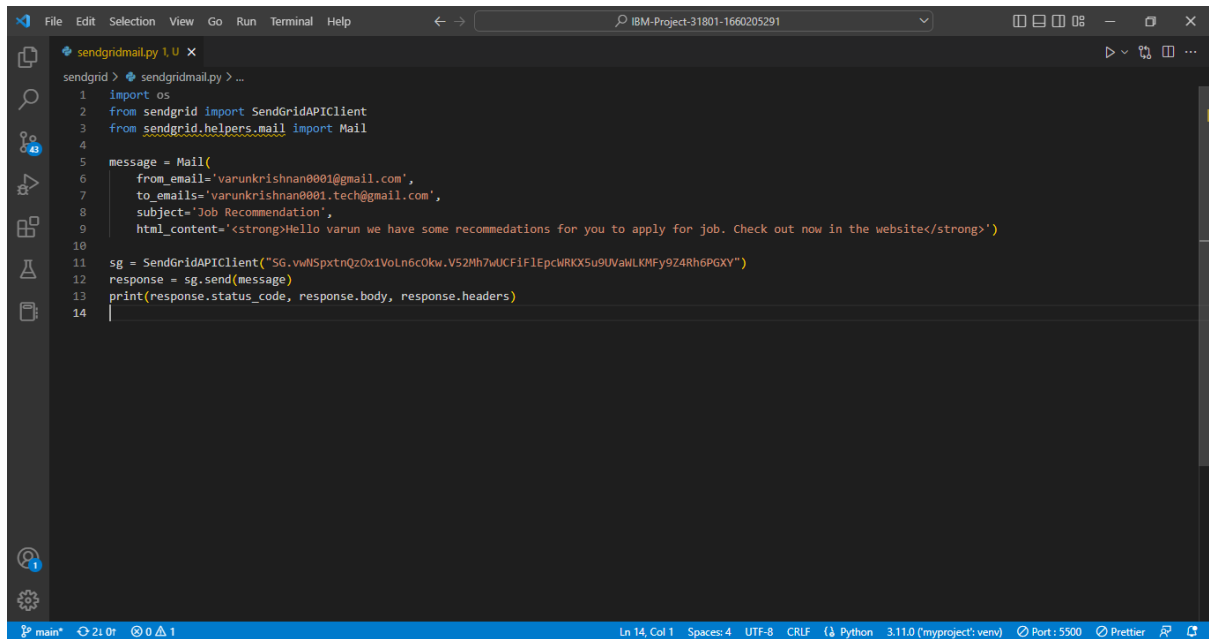 File Edit Selection View Go Run Terminal Help
IBM-Project-31801-1660205291
sendgridmail.py 1, U
sendgrid > sendgridmail.py > ...
1 import os
2 from sendgrid import SendGridAPIClient
3 from sendgrid.helpers.mail import Mail
4
5 message = Mail(
6 from_email='varunkrishnan0001@gmail.com',
7 to_emails='varunkrishnan0001.tech@gmail.com',
8 subject='Job Recommendation',
9 html_content='<strong>Hello varun we have some recommedations for you to apply for job. Check out now in the website</strong>')
10
11 sg = SendGridAPIClient("SG.vwNSpxtnQzOx1VoLn6cOkw.V52Mh7wUCFiFlEpcWRKX5u9UVaWLKMFy9Z4Rh6PGXY")
12 response = sg.send(message)
13 print(response.status_code, response.body, response.headers)
14
43
1
main* 2↓ 0↑ 0 1 Ln 14, Col 1 Spaces: 4 UTF-8 CRLF Python 3.11.0 ('myproject': venv) Port : 5500 Prettier